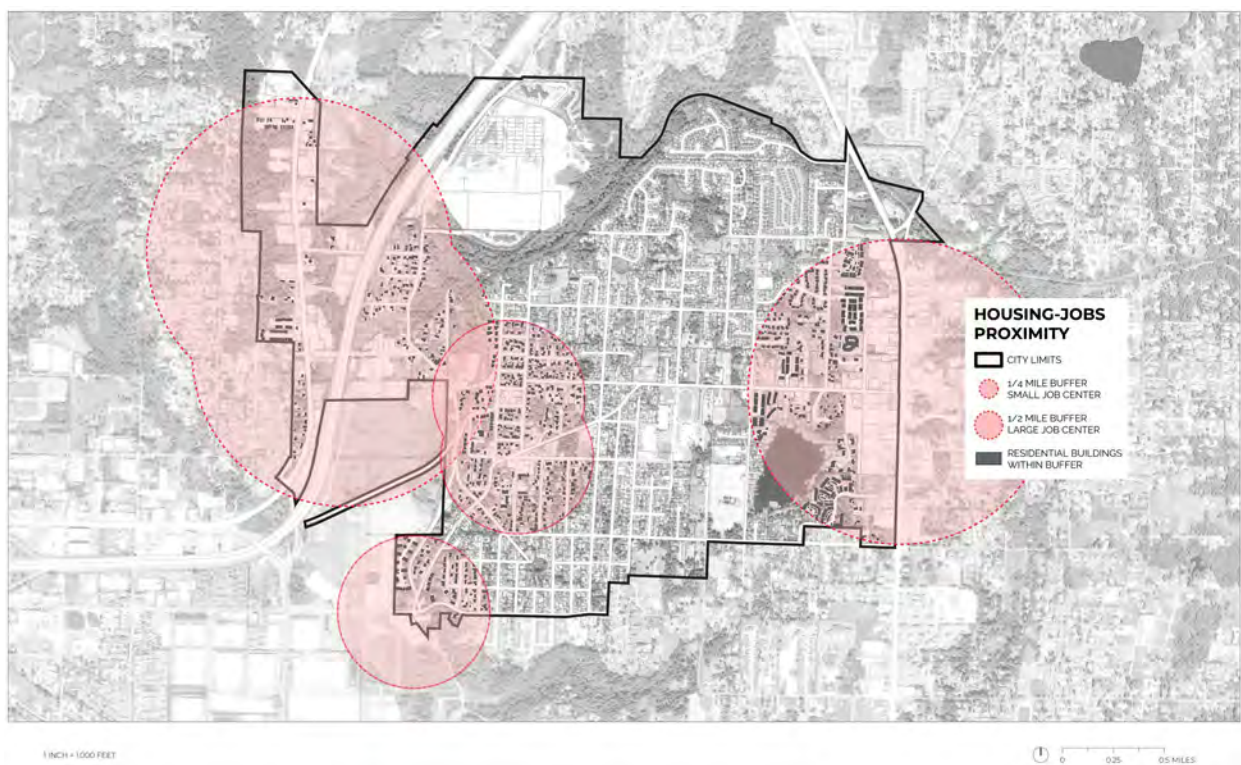 HOUSING-JOBS
PROXIMITY
CITY LIMITS
1/4 MILE BUFFER
SMALL JOB CENTER
1/2 MILE BUFFER
LARGE JOB CENTER
RESIDENTIAL BUILDINGS
WITHIN BUFFER
1 INCH = 1,000 FEET
0 0.25 0.5 MILES